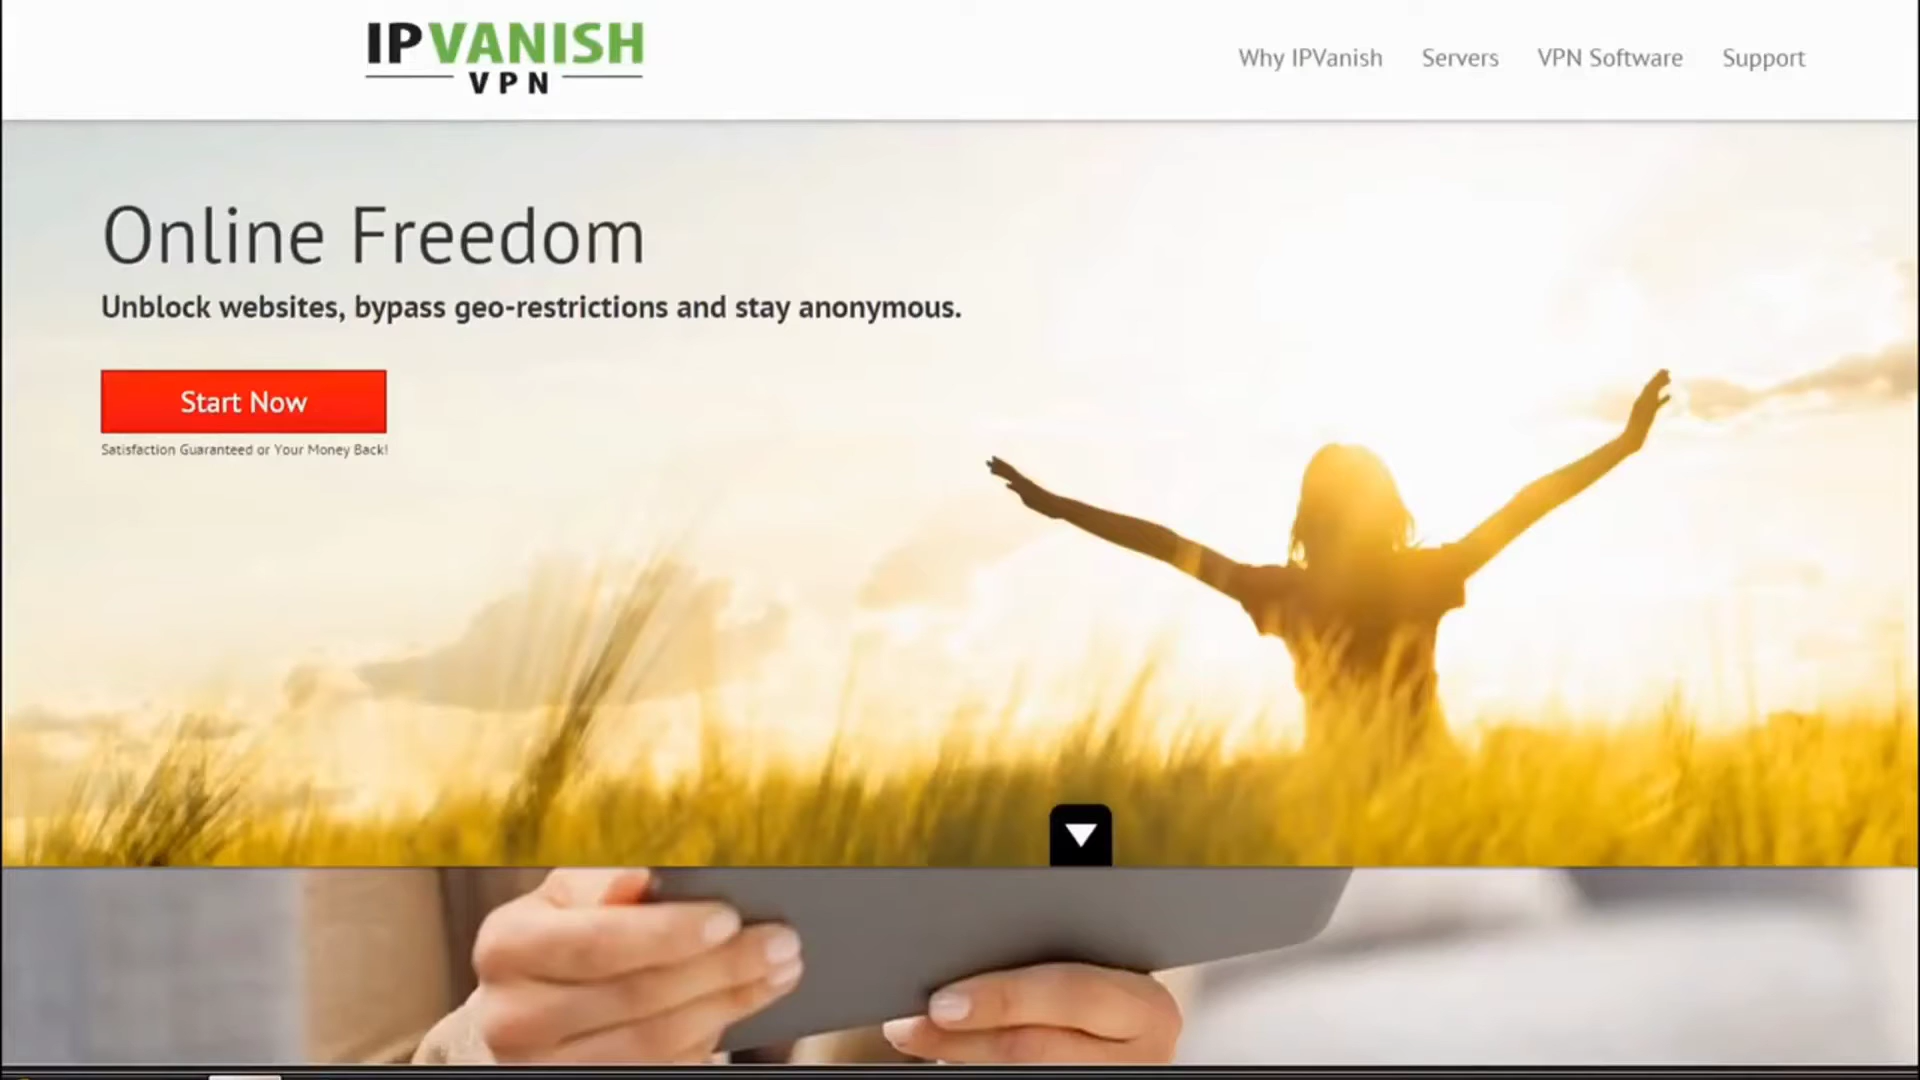 IPVANISH
VPN
Why IPVanish Servers VPN Software Support
Online Freedom
Unblock websites, bypass geo-restrictions and stay anonymous.
Start Now
Satisfaction Guaranteed or Your Money Back!